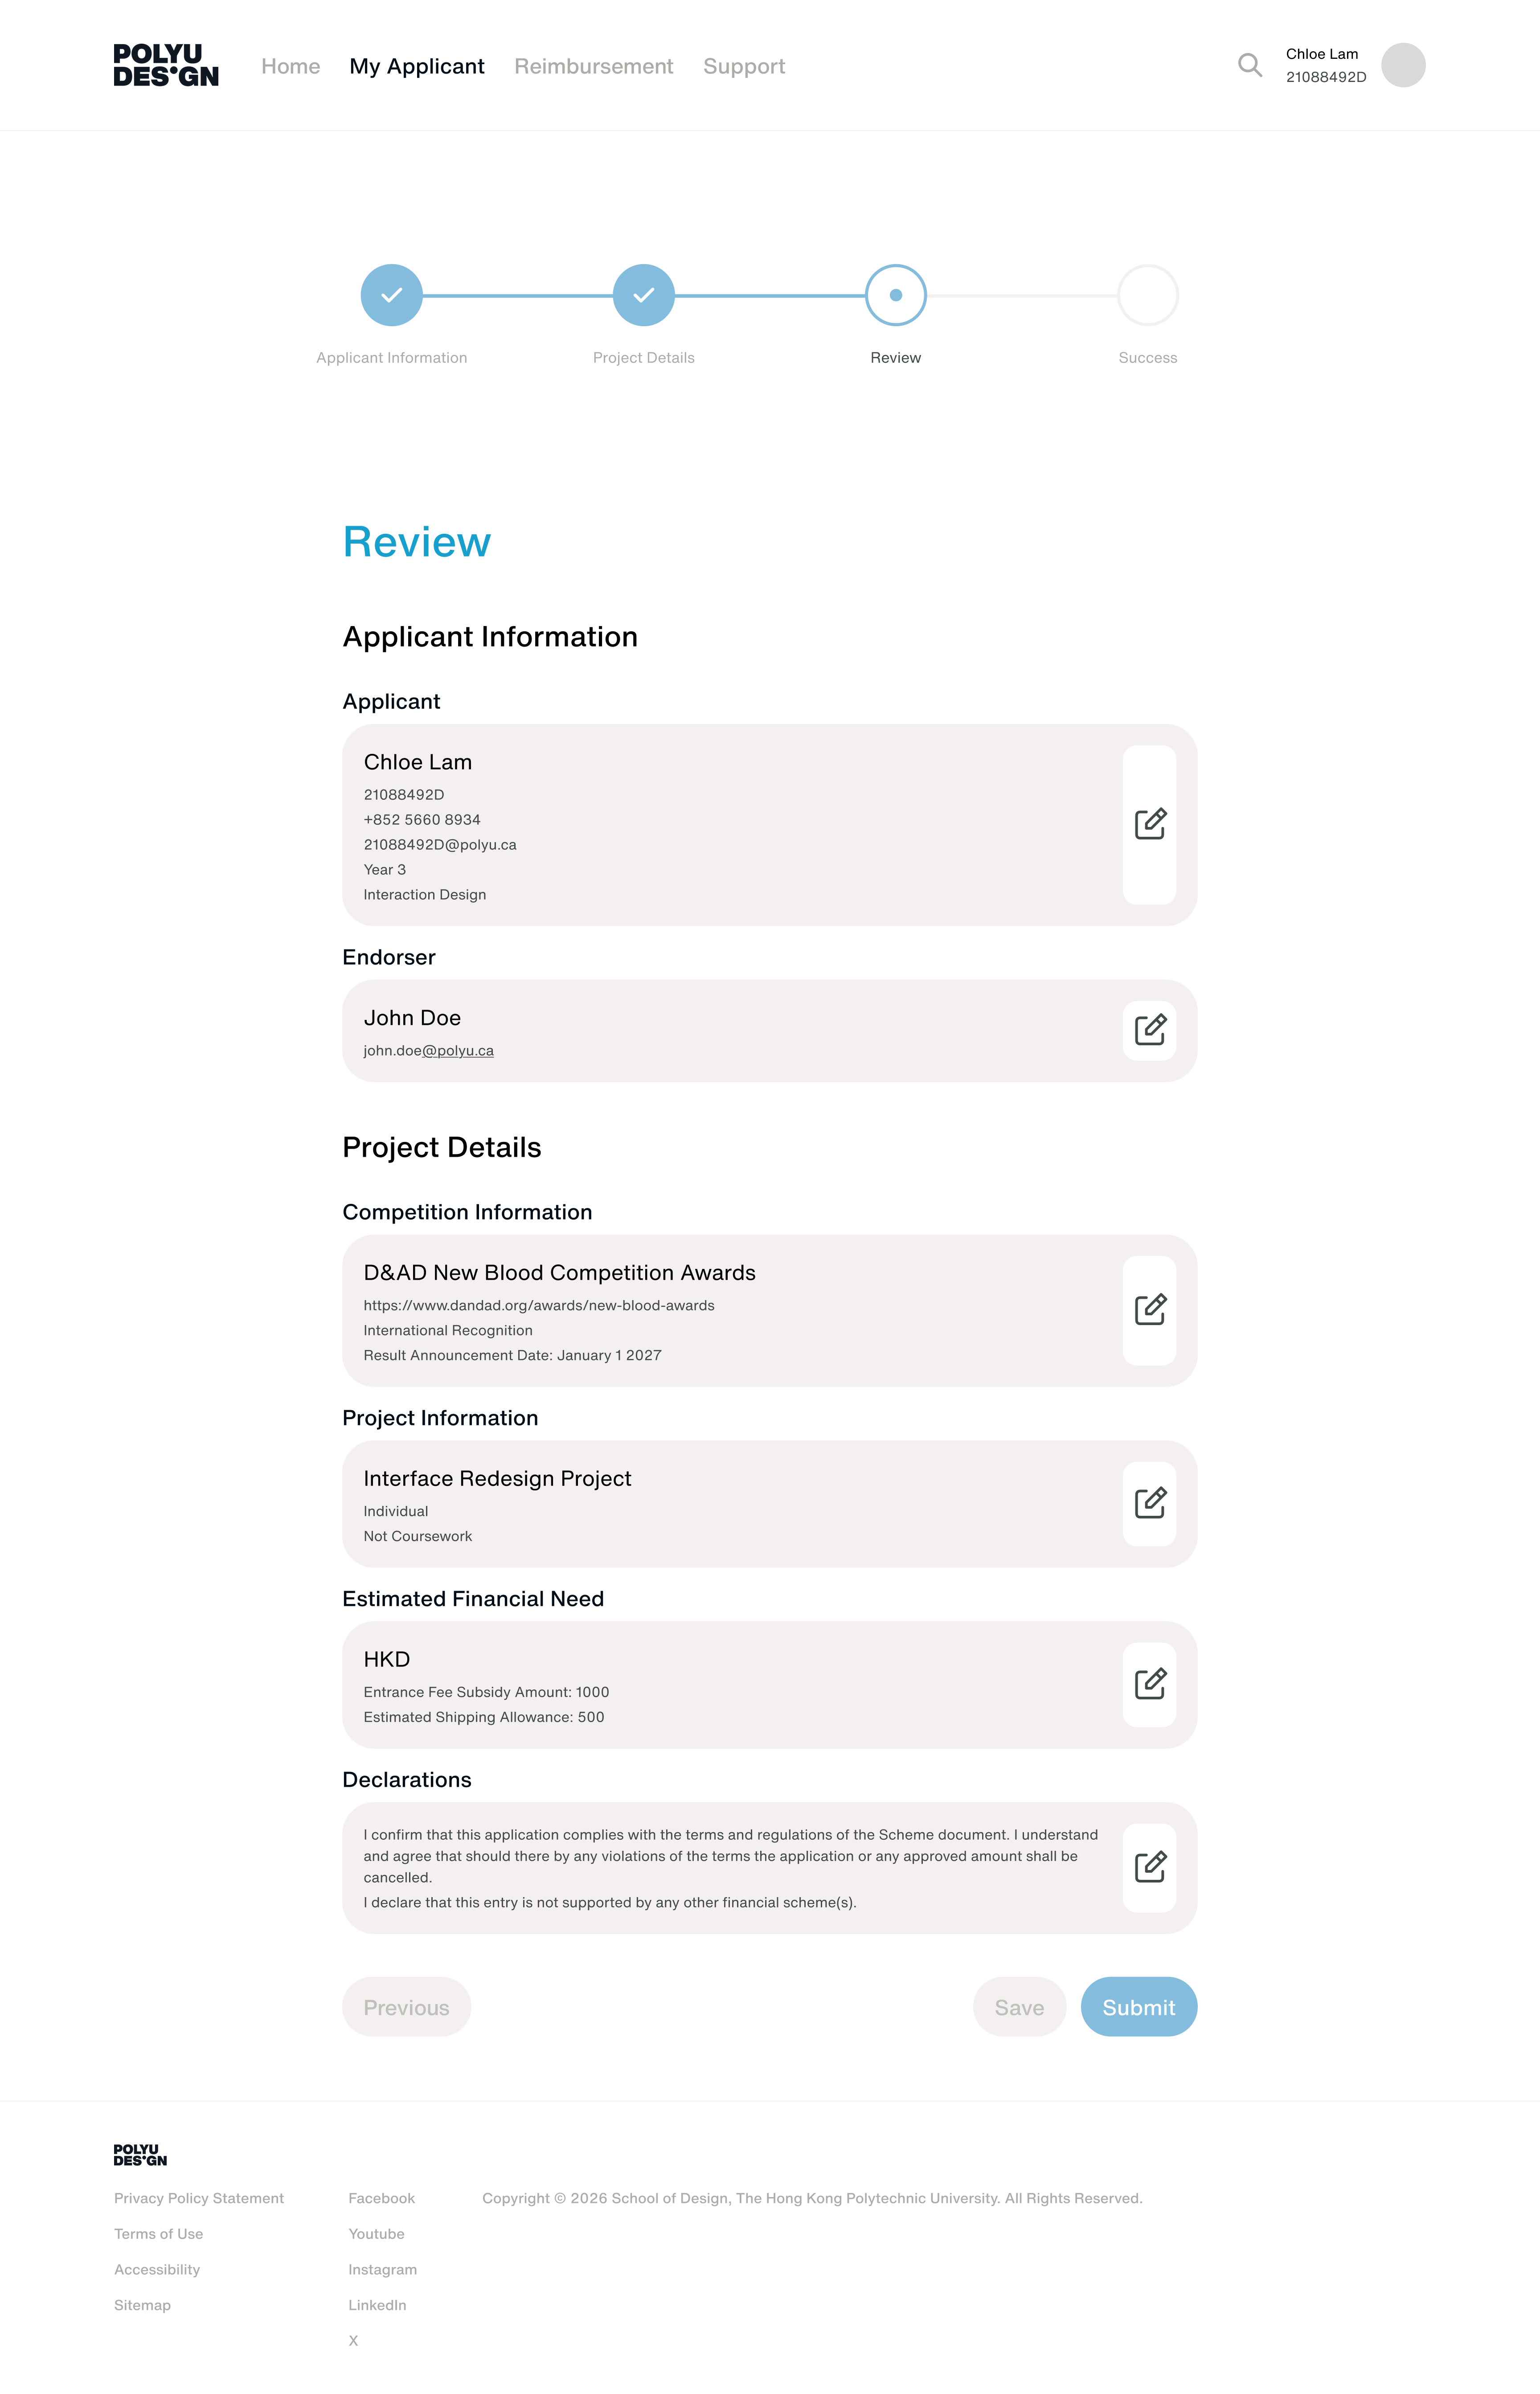 POLYU
DES•GN
Home My Applicant Reimbursement Support
Chloe Lam
21088492D
Applicant Information Project Details Review Success
Review
Applicant Information
Applicant
Chloe Lam
21088492D
+852 5660 8934
21088492D@polyu.ca
Year 3
Interaction Design
Endorser
John Doe
john.doe@polyu.ca
Project Details
Competition Information
D&AD New Blood Competition Awards
https://www.dandad.org/awards/new-blood-awards
International Recognition
Result Announcement Date: January 1 2027
Project Information
Interface Redesign Project
Individual
Not Coursework
Estimated Financial Need
HKD
Entrance Fee Subsidy Amount: 1000
Estimated Shipping Allowance: 500
Declarations
I confirm that this application complies with the terms and regulations of the Scheme document. I understand
and agree that should there by any violations of the terms the application or any approved amount shall be
cancelled.
I declare that this entry is not supported by any other financial scheme(s).
Previous Save Submit
POLYU
DES•GN
Privacy Policy Statement Facebook Copyright © 2026 School of Design, The Hong Kong Polytechnic University. All Rights Reserved.
Terms of Use Youtube
Accessibility Instagram
Sitemap LinkedIn
X